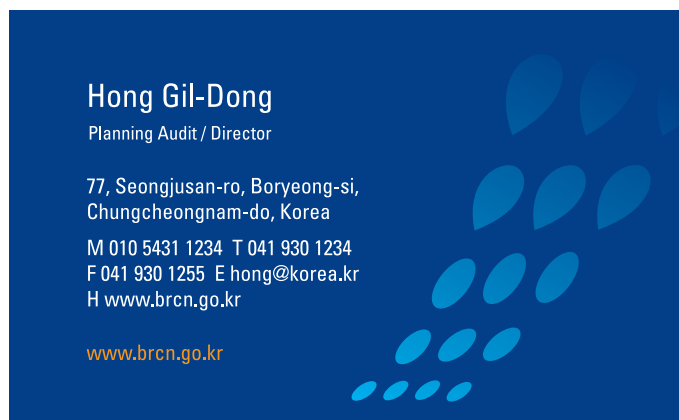 Hong Gil-Dong
Planning Audit / Director
77, Seongjusan-ro, Boryeong-si,
Chungcheongnam-do, Korea
M 010 5431 1234 T 041 930 1234
F 041 930 1255 E hong@korea.kr
H www.brcn.go.kr
www.brcn.go.kr